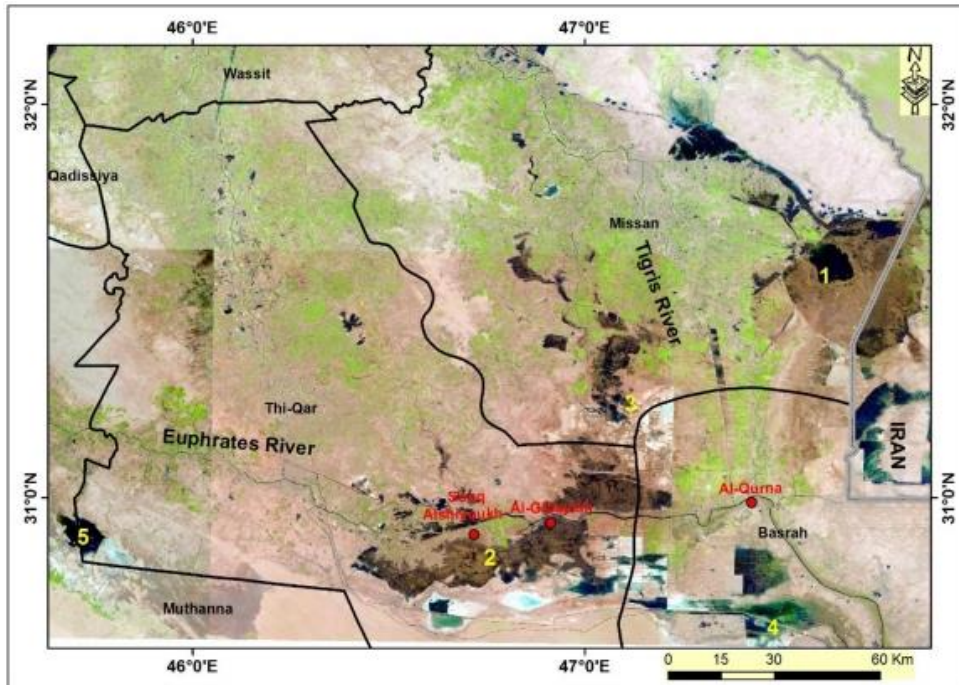 46°0'E 47°0'E
N
Wassit
32°0'N 32°0'N
Qadissiya
Missan
Tigris River
1
3
Thi-Qar
Euphrates River
IRAN
31°0'N 31°0'N
Al-Qurna
Basrah
5
2
Muthanna
4
46°0'E 47°0'E
0 15 30 60 Km